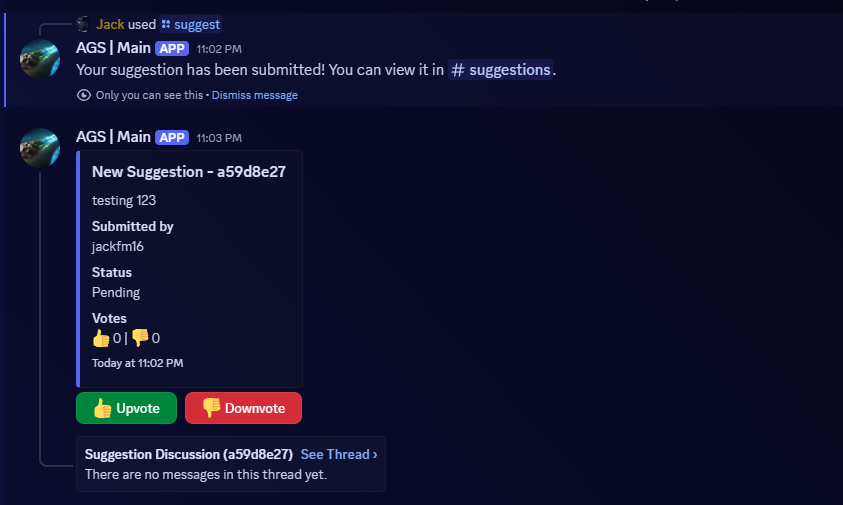 Jack used suggest
AGS | Main APP 11:02 PM
Your suggestion has been submitted! You can view it in # suggestions.
Only you can see this • Dismiss message
AGS | Main APP 11:03 PM
New Suggestion - a59d8e27
testing 123
Submitted by
jackfm16
Status
Pending
Votes
👍 0 | 👎 0
Today at 11:02 PM
👍 Upvote 👎 Downvote
Suggestion Discussion (a59d8e27) See Thread ›
There are no messages in this thread yet.